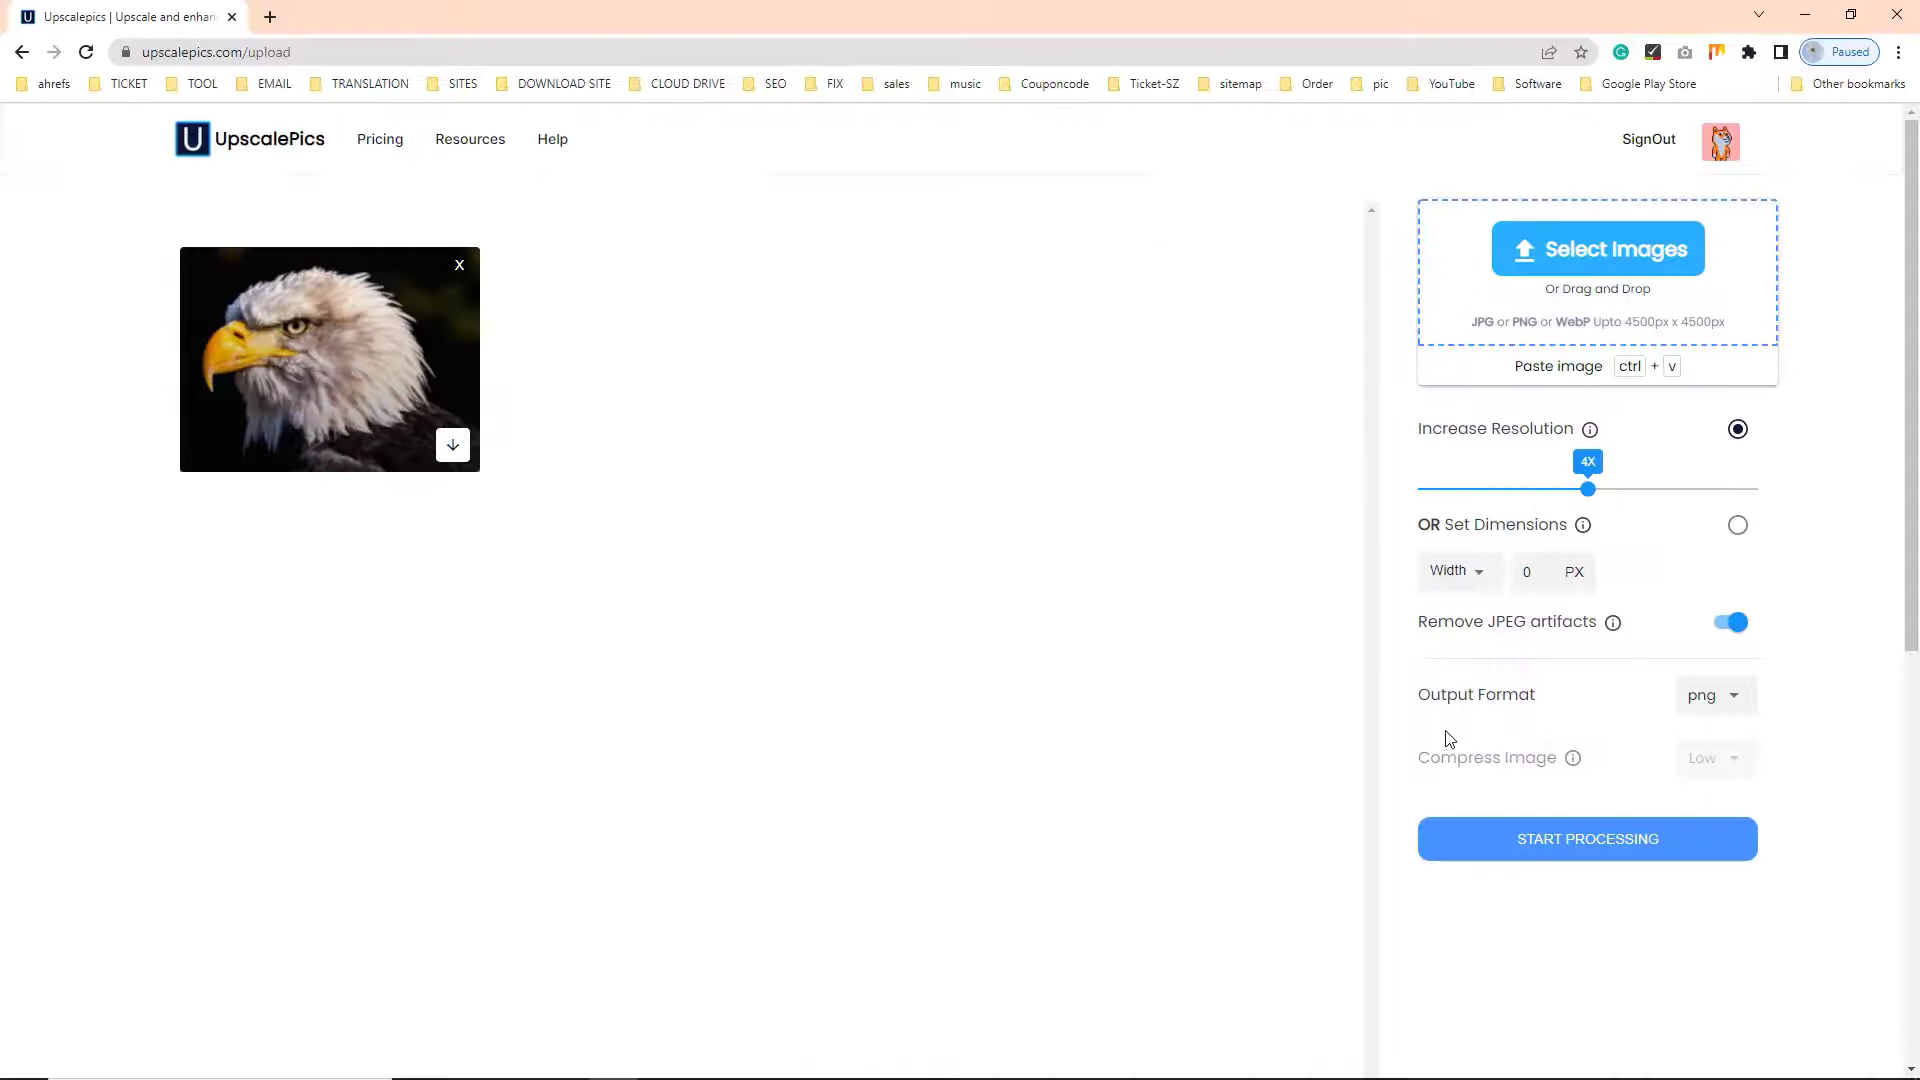 Upscalepics | Upscale and enhan
upscalepics.com/upload
Paused
ahrefs TICKET TOOL EMAIL TRANSLATION SITES DOWNLOAD SITE CLOUD DRIVE SEO FIX sales music Couponcode Ticket-SZ sitemap Order pic YouTube Software Google Play Store Other bookmarks
U UpscalePics Pricing Resources Help SignOut
X
Select Images
Or Drag and Drop
JPG or PNG or WebP Upto 4500px x 4500px
Paste image ctrl + v
Increase Resolution
4X
OR Set Dimensions
Width 0 PX
Remove JPEG artifacts
Output Format png
Compress Image Low
START PROCESSING